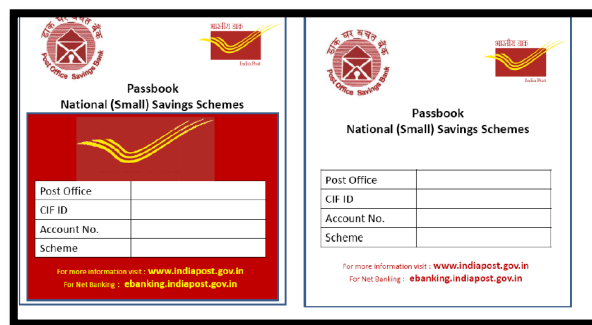 डाक घर बचत बैंक
Post Office Savings Bank
भारतीय डाक
India Post
Passbook
National (Small) Savings Schemes
Post Office
CIF ID
Account No.
Scheme
For more information visit : www.indiapost.gov.in
For Net Banking : ebanking.indiapost.gov.in
डाक घर बचत बैंक
Post Office Savings Bank
भारतीय डाक
India Post
Passbook
National (Small) Savings Schemes
Post Office
CIF ID
Account No.
Scheme
For more information visit : www.indiapost.gov.in
For Net Banking : ebanking.indiapost.gov.in